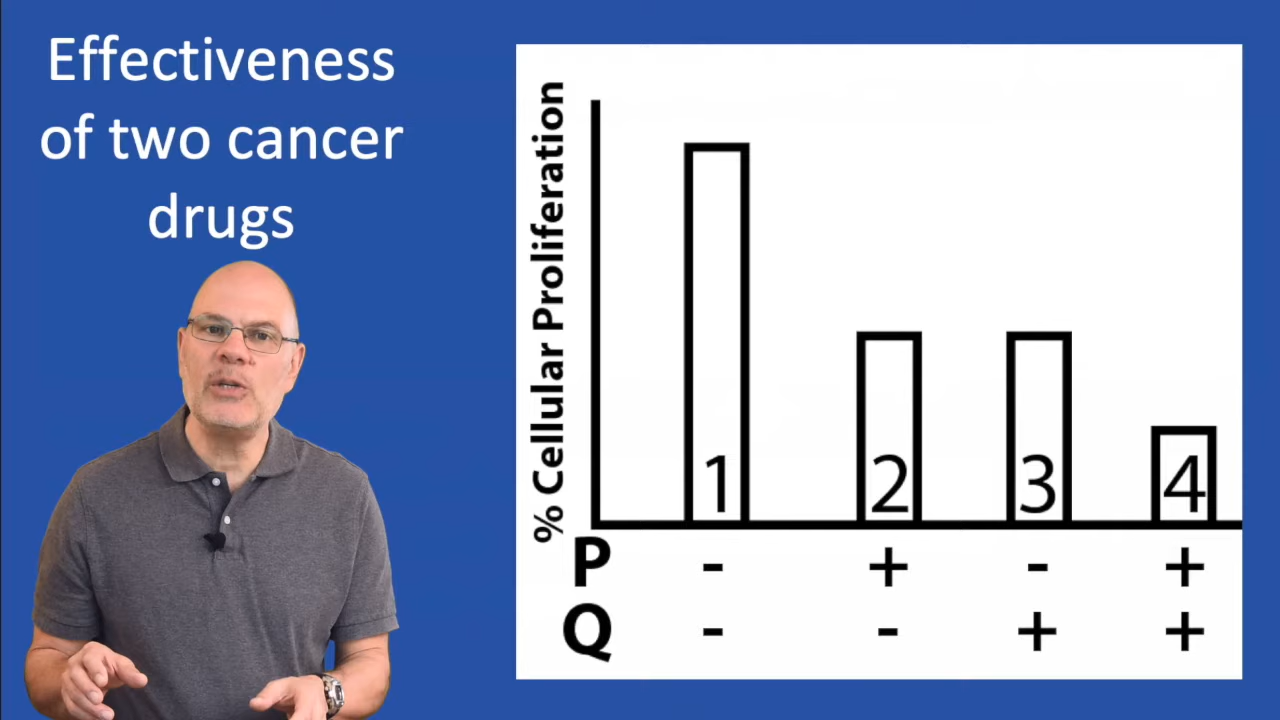 Effectiveness
of two cancer
drugs
% Cellular Proliferation
1 2 3 4
P - + - +
Q - - + +